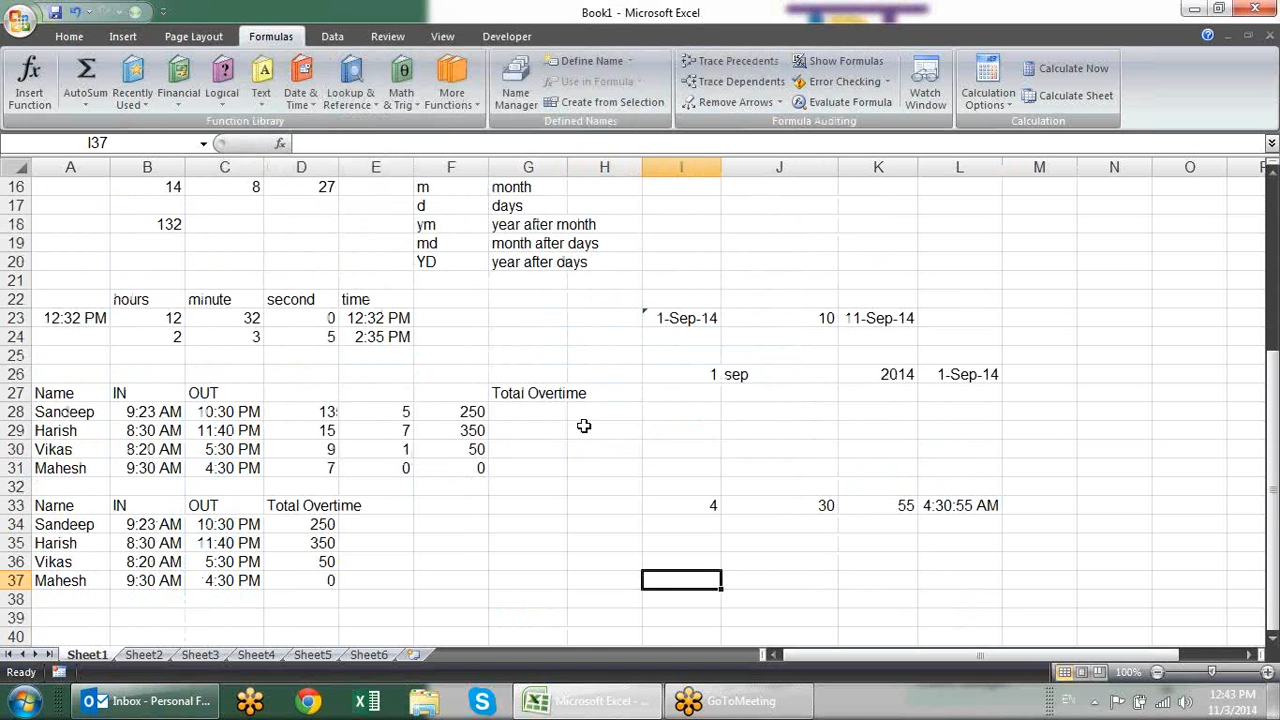 Book1 - Microsoft Excel
Home Insert Page Layout Formulas Data Review View Developer
Insert Function
AutoSum
Recently Used
Financial
Logical
Text
Date & Time
Lookup & Reference
Math & Trig
More Functions
Function Library
Name Manager
Define Name
Use in Formula
Create from Selection
Defined Names
Trace Precedents
Trace Dependents
Remove Arrows
Show Formulas
Error Checking
Evaluate Formula
Formula Auditing
Watch Window
Calculation Options
Calculate Now
Calculate Sheet
Calculation
I37 fx
A B C D E F G H I J K L M N O
16 14 8 27 m month
17 d days
18 132 ym year after month
19 md month after days
20 YD year after days
21
22 hours minute second time
23 12:32 PM 12 32 0 12:32 PM 1-Sep-14 10 11-Sep-14
24 2 3 5 2:35 PM
25
26 1 sep 2014 1-Sep-14
27 Name IN OUT Total Overtime
28 Sandeep 9:23 AM 10:30 PM 13 5 250
29 Harish 8:30 AM 11:40 PM 15 7 350
30 Vikas 8:20 AM 5:30 PM 9 1 50
31 Mahesh 9:30 AM 4:30 PM 7 0 0
32
33 Name IN OUT Total Overtime 4 30 55 4:30:55 AM
34 Sandeep 9:23 AM 10:30 PM 250
35 Harish 8:30 AM 11:40 PM 350
36 Vikas 8:20 AM 5:30 PM 50
37 Mahesh 9:30 AM 4:30 PM 0
38
39
40
Sheet1 Sheet2 Sheet3 Sheet4 Sheet5 Sheet6
Ready 100%
Inbox - Personal F... Microsoft Excel - ... GoToMeeting EN 12:43 PM
11/3/2014